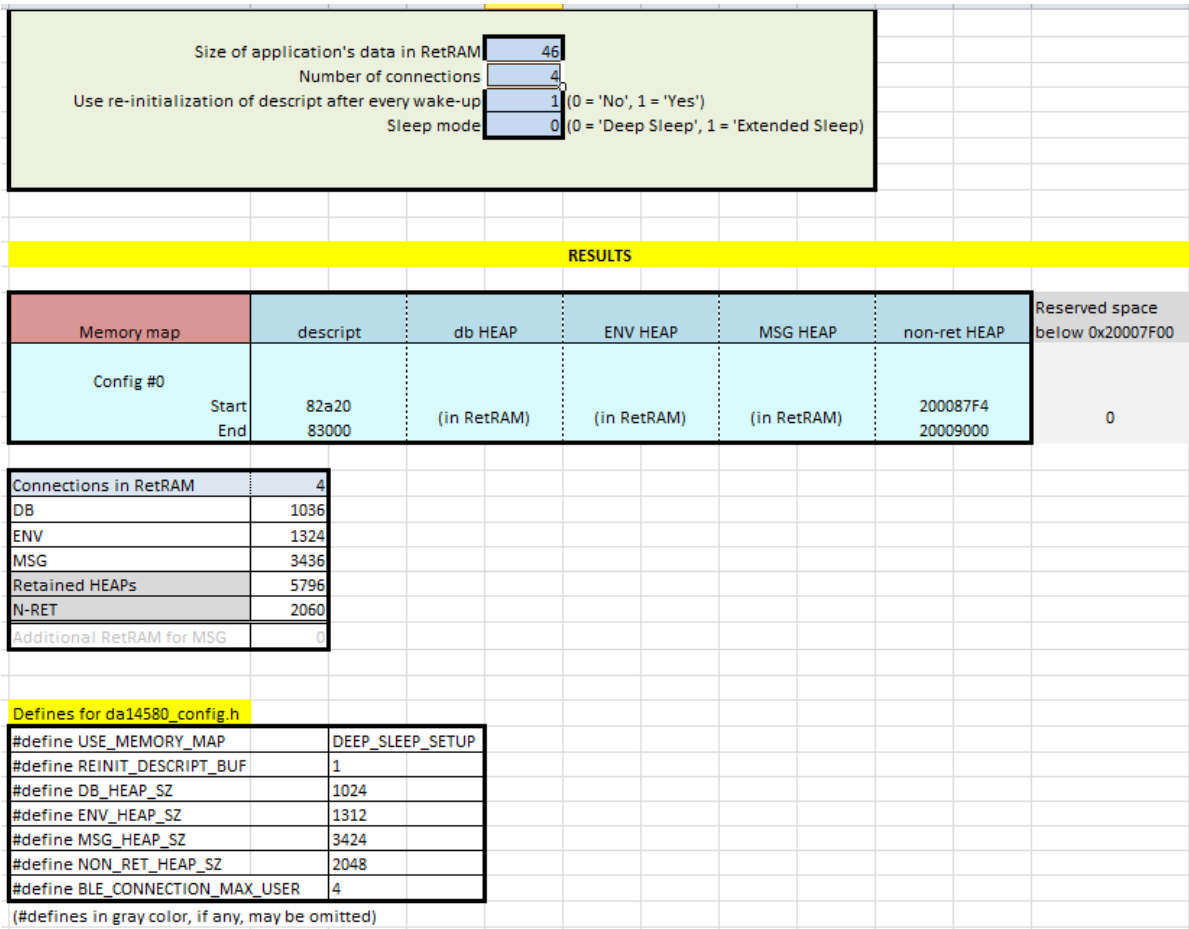 Size of application's data in RetRAM 46
Number of connections 4
Use re-initialization of descript after every wake-up 1 (0 = 'No', 1 = 'Yes')
Sleep mode 0 (0 = 'Deep Sleep', 1 = 'Extended Sleep)
RESULTS
Memory map descript db HEAP ENV HEAP MSG HEAP non-ret HEAP Reserved space below 0x20007F00
Config #0
Start 82a20 (in RetRAM) (in RetRAM) (in RetRAM) 200087F4 0
End 83000 20009000
Connections in RetRAM 4
DB 1036
ENV 1324
MSG 3436
Retained HEAPs 5796
N-RET 2060
Additional RetRAM for MSG 0
Defines for da14580_config.h
#define USE_MEMORY_MAP DEEP_SLEEP_SETUP
#define REINIT_DESCRIPT_BUF 1
#define DB_HEAP_SZ 1024
#define ENV_HEAP_SZ 1312
#define MSG_HEAP_SZ 3424
#define NON_RET_HEAP_SZ 2048
#define BLE_CONNECTION_MAX_USER 4
(#defines in gray color, if any, may be omitted)